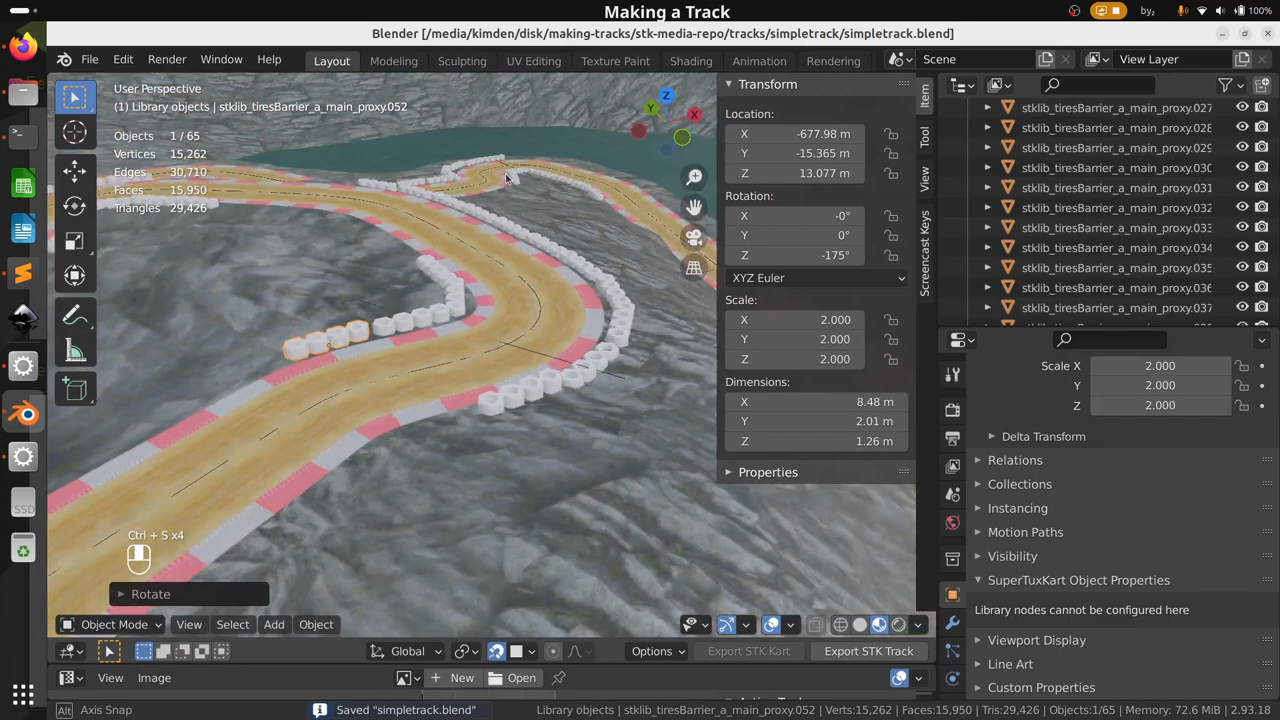 Making a Track
by₂
100%
Blender [/media/kimden/disk/making-tracks/stk-media-repo/tracks/simpletrack/simpletrack.blend]
File Edit Render Window Help
Layout Modeling Sculpting UV Editing Texture Paint Shading Animation Rendering
Scene
View Layer
User Perspective
(1) Library objects | stklib_tiresBarrier_a_main_proxy.052
Objects 1 / 65
Vertices 15,262
Edges 30,710
Faces 15,950
Triangles 29,426
Z
Y
X
Transform
Location:
X -677.98 m
Y -15.365 m
Z 13.077 m
Rotation:
X -0°
Y 0°
Z -175°
XYZ Euler
Scale:
X 2.000
Y 2.000
Z 2.000
Dimensions:
X 8.48 m
Y 2.01 m
Z 1.26 m
Properties
Item
Tool
View
Screencast Keys
stklib_tiresBarrier_a_main_proxy.027
stklib_tiresBarrier_a_main_proxy.028
stklib_tiresBarrier_a_main_proxy.029
stklib_tiresBarrier_a_main_proxy.030
stklib_tiresBarrier_a_main_proxy.031
stklib_tiresBarrier_a_main_proxy.032
stklib_tiresBarrier_a_main_proxy.033
stklib_tiresBarrier_a_main_proxy.034
stklib_tiresBarrier_a_main_proxy.035
stklib_tiresBarrier_a_main_proxy.036
stklib_tiresBarrier_a_main_proxy.037
Scale X 2.000
Y 2.000
Z 2.000
Delta Transform
Relations
Collections
Instancing
Motion Paths
Visibility
SuperTuxKart Object Properties
Library nodes cannot be configured here
Viewport Display
Line Art
Custom Properties
Ctrl + S x4
Rotate
SSD
Object Mode View Select Add Object
Global
Options
Export STK Kart
Export STK Track
View Image
New
Open
Alt Axis Snap
Saved "simpletrack.blend"
Library objects | stklib_tiresBarrier_a_main_proxy.052 | Verts:15,262 | Faces:15,950 | Tris:29,426 | Objects:1/65 | Memory: 72.6 MiB | 2.93.18